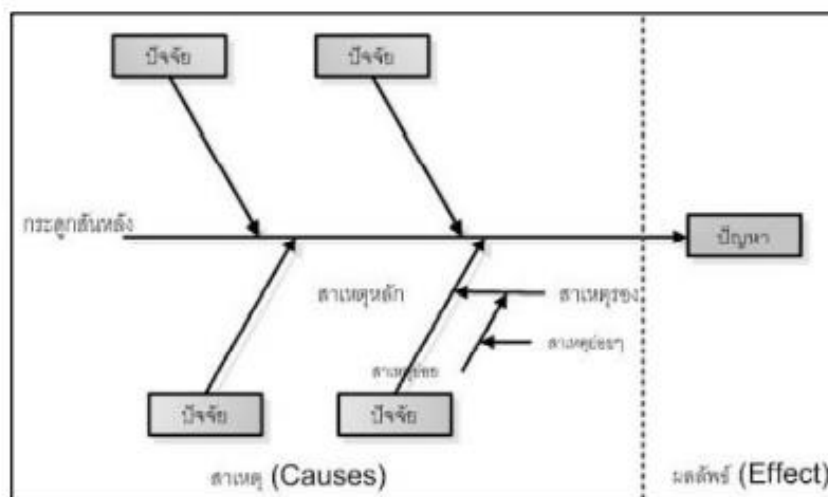 ปัจจัย ปัจจัย
กระดูกสันหลัง
ปัญหา
สาเหตุหลัก สาเหตุรอง
สาเหตุย่อยๆ
สาเหตุย่อย
ปัจจัย ปัจจัย
สาเหตุ (Causes) ผลลัพธ์ (Effect)